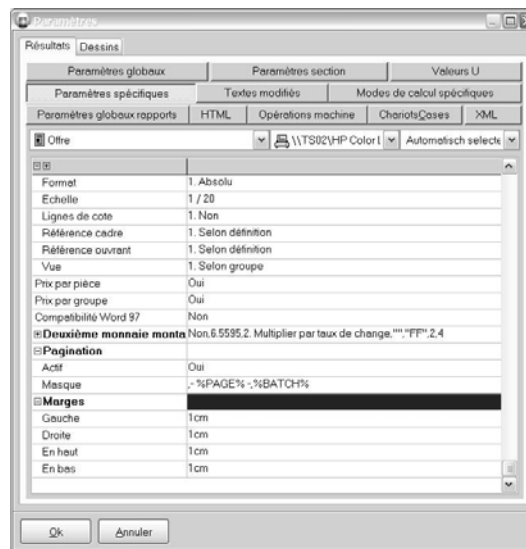 Paramètres
Résultats Dessins
Paramètres globaux Paramètres section Valeurs U
Paramètres spécifiques Textes modifiés Modes de calcul spécifiques
Paramètres globaux rapports HTML Opérations machine ChariotsCases XML
Offre \\TS02\HP Color L Automatisch selecte
Format 1. Absolu
Echelle 1 / 20
Lignes de cote 1. Non
Référence cadre 1. Selon définition
Référence ouvrant 1. Selon définition
Vue 1. Selon groupe
Prix par pièce Oui
Prix par groupe Oui
Compatibilité Word 97 Non
Deuxième monnaie monta Non,6.5595,2. Multiplier par taux de change,"","FF",2,4
Pagination
Actif Oui
Masque ,- %PAGE% -,%BATCH%
Marges
Gauche 1cm
Droite 1cm
En haut 1cm
En bas 1cm
Ok Annuler